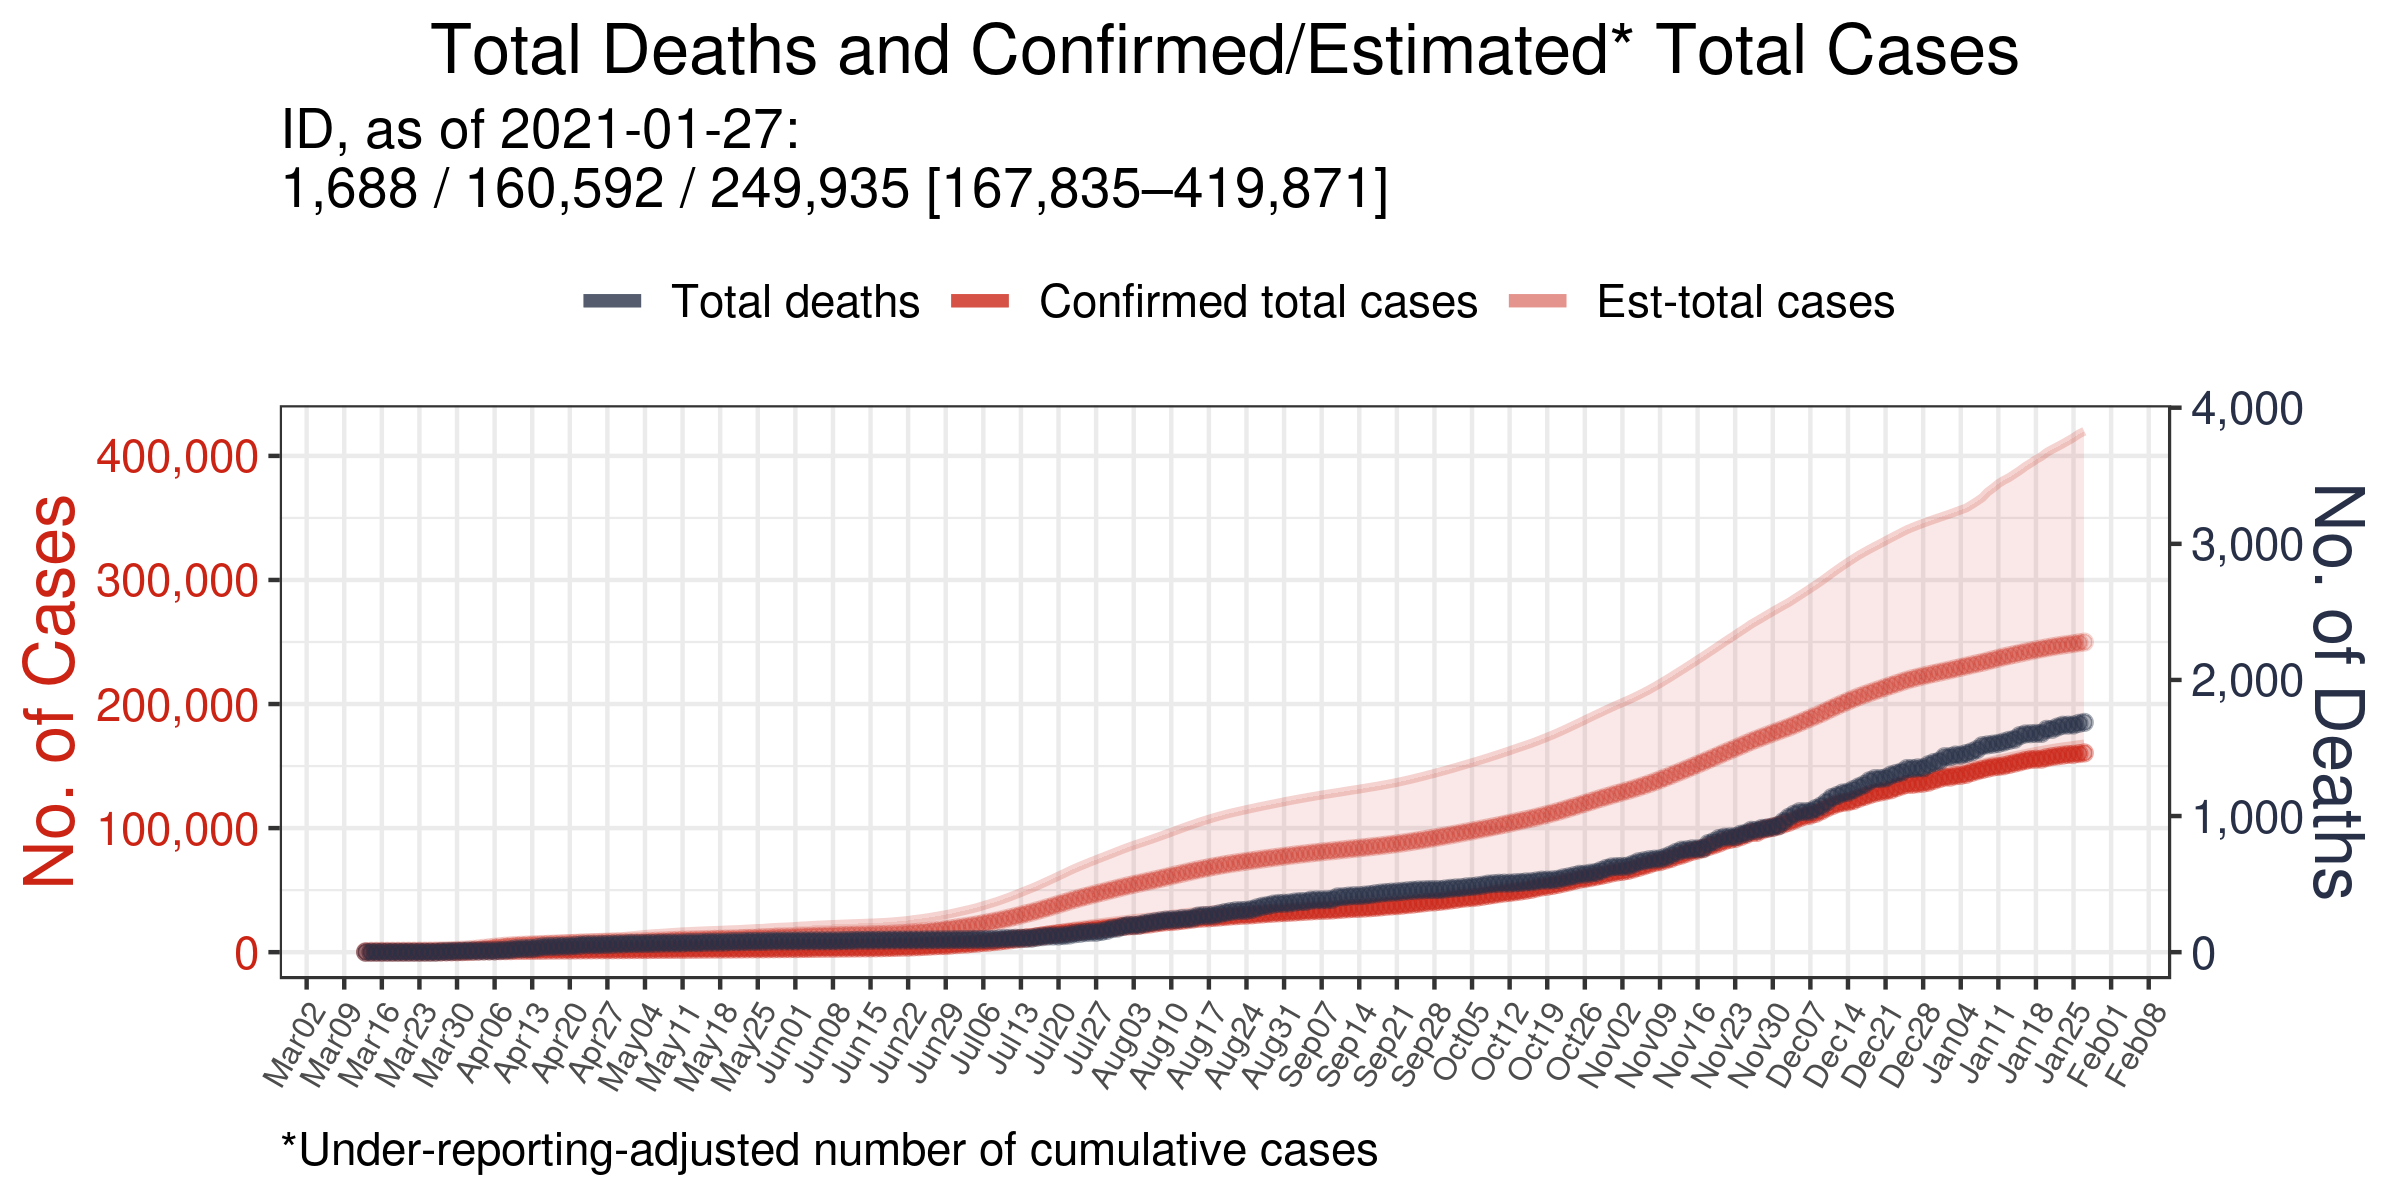 Total Deaths and Confirmed/Estimated* Total Cases
ID, as of 2021-01-27:
1,688 / 160,592 / 249,935 [167,835–419,871]
Total deaths
Confirmed total cases
Est-total cases
No. of Cases
400,000
300,000
200,000
100,000
0
4,000
3,000
2,000
1,000
0
No. of Deaths
Mar02
Mar09
Mar16
Mar23
Mar30
Apr06
Apr13
Apr20
Apr27
May04
May11
May18
May25
Jun01
Jun08
Jun15
Jun22
Jun29
Jul06
Jul13
Jul20
Jul27
Aug03
Aug10
Aug17
Aug24
Aug31
Sep07
Sep14
Sep21
Sep28
Oct05
Oct12
Oct19
Oct26
Nov02
Nov09
Nov16
Nov23
Nov30
Dec07
Dec14
Dec21
Dec28
Jan04
Jan11
Jan18
Jan25
Feb01
Feb08
*Under-reporting-adjusted number of cumulative cases